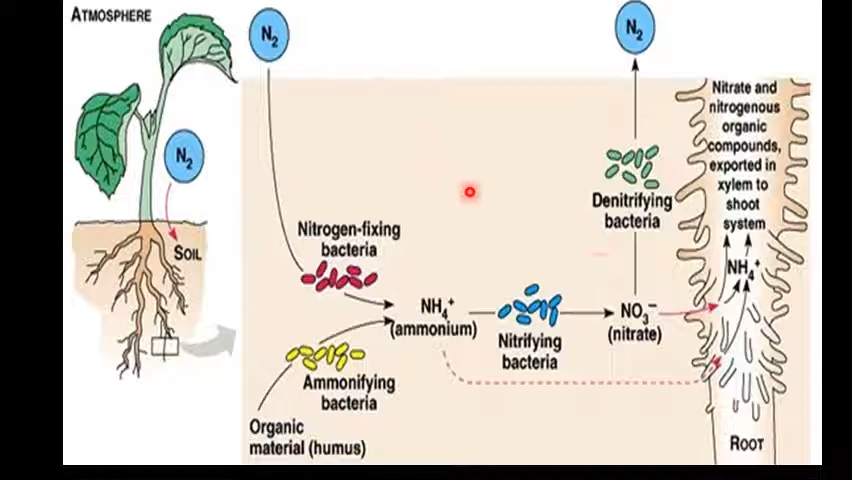 ATMOSPHERE
N₂
N₂
SOIL
N₂
Nitrogen-fixing
bacteria
Ammonifying
bacteria
Organic
material (humus)
NH₄⁺
(ammonium)
Nitrifying
bacteria
NO₃⁻
(nitrate)
Denitrifying
bacteria
Nitrate and
nitrogenous
organic
compounds,
exported in
xylem to
shoot
system
NH₄⁺
ROOT